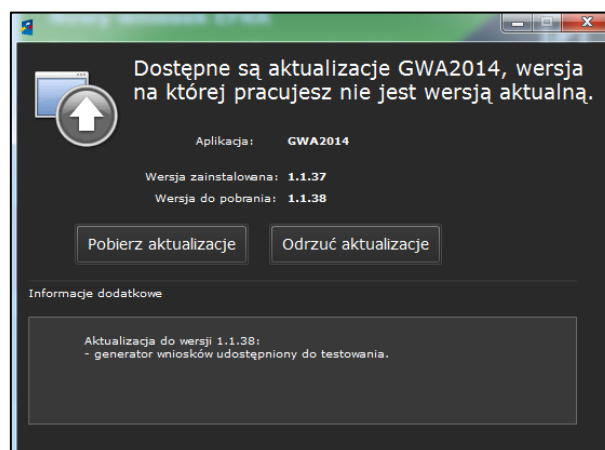 Dostępne są aktualizacje GWA2014, wersja
na której pracujesz nie jest wersją aktualną.
Aplikacja: GWA2014
Wersja zainstalowana: 1.1.37
Wersja do pobrania: 1.1.38
Pobierz aktualizacje Odrzuć aktualizacje
Informacje dodatkowe
Aktualizacja do wersji 1.1.38:
- generator wniosków udostępniony do testowania.